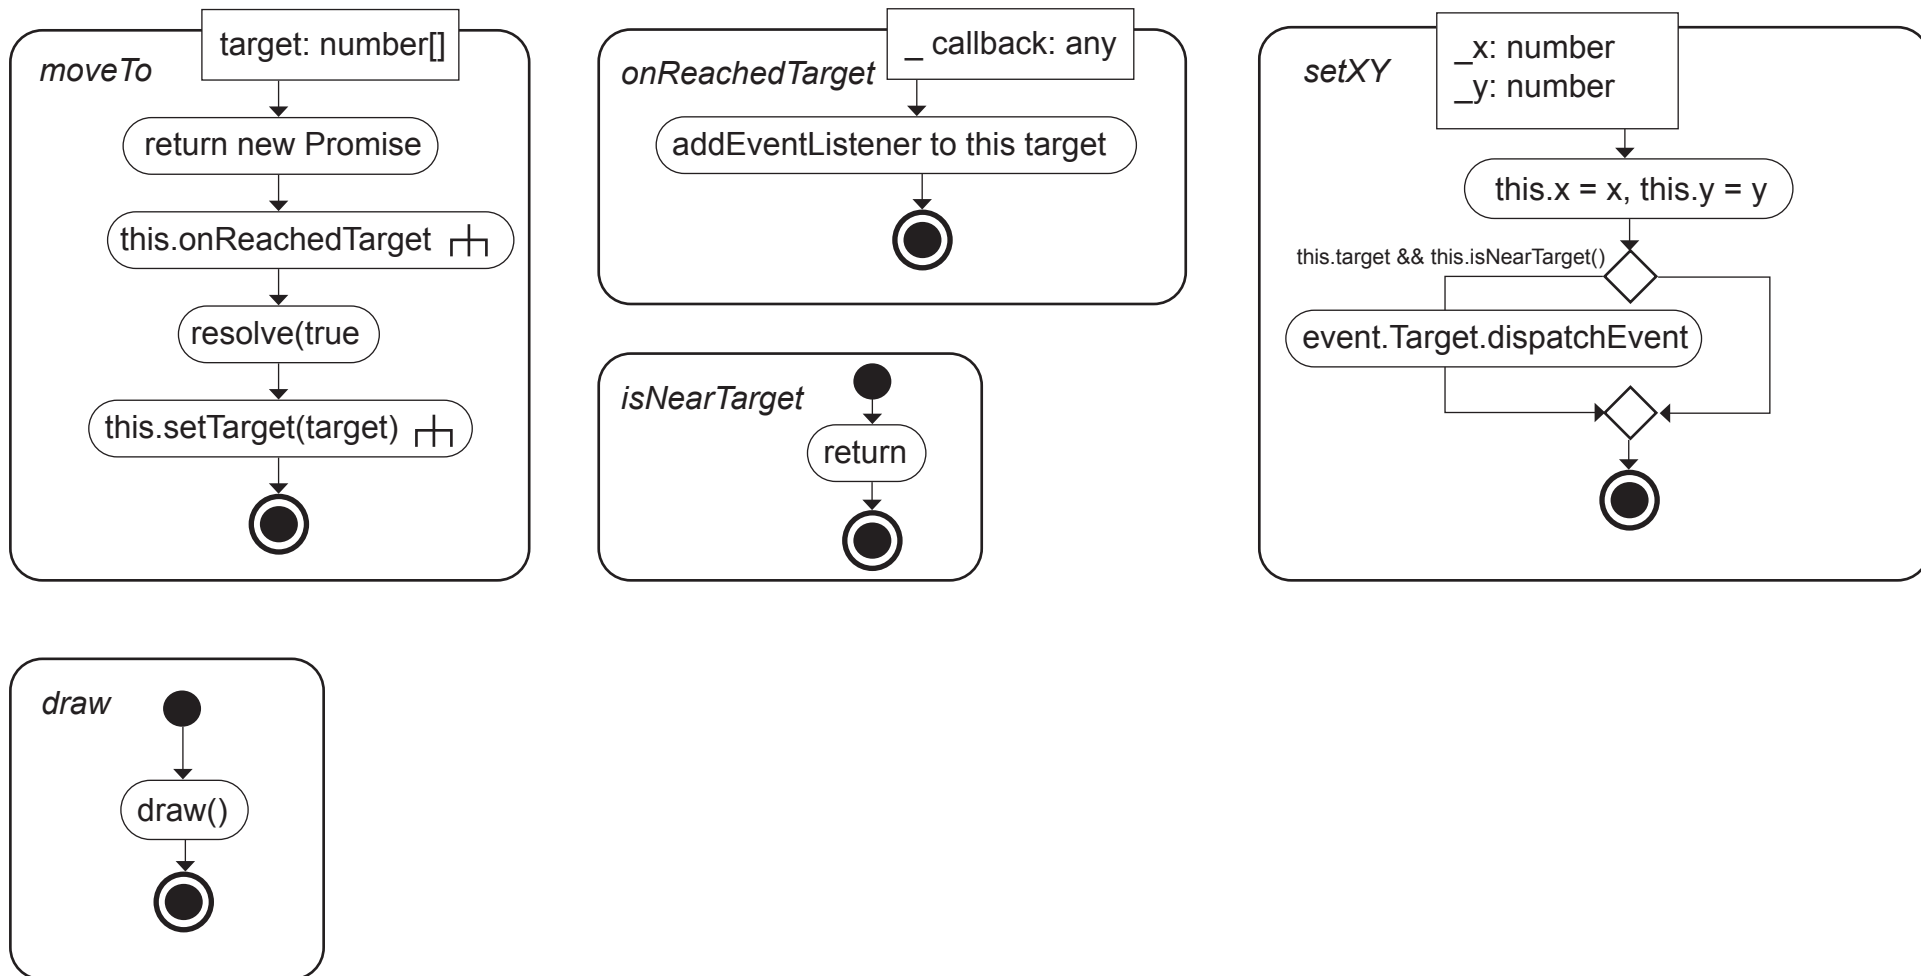 moveTo
target: number[]
return new Promise
this.onReachedTarget
resolve(true
this.setTarget(target)
onReachedTarget
_ callback: any
addEventListener to this target
isNearTarget
return
setXY
_x: number
_y: number
this.x = x, this.y = y
this.target && this.isNearTarget()
event.Target.dispatchEvent
draw
draw()